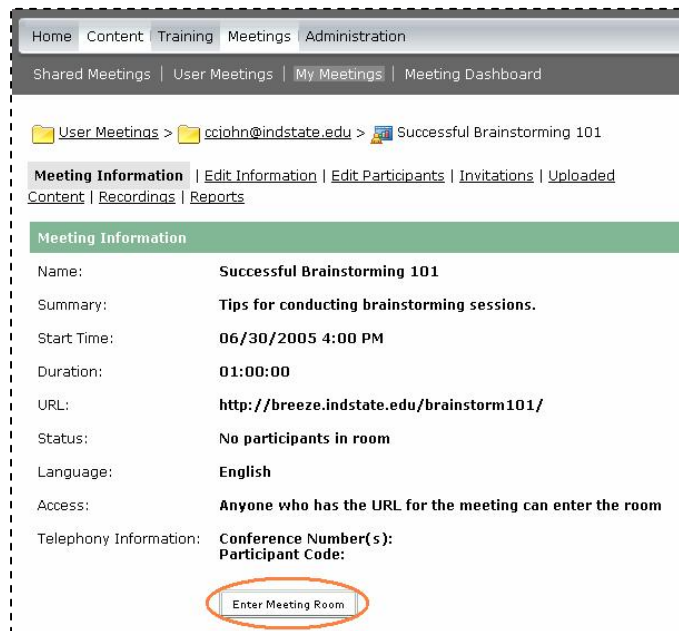 Home Content Training Meetings Administration
Shared Meetings | User Meetings | My Meetings | Meeting Dashboard
User Meetings > ccjohn@indstate.edu > Successful Brainstorming 101
Meeting Information | Edit Information | Edit Participants | Invitations | Uploaded
Content | Recordings | Reports
Meeting Information
Name: Successful Brainstorming 101
Summary: Tips for conducting brainstorming sessions.
Start Time: 06/30/2005 4:00 PM
Duration: 01:00:00
URL: http://breeze.indstate.edu/brainstorm101/
Status: No participants in room
Language: English
Access: Anyone who has the URL for the meeting can enter the room
Telephony Information: Conference Number(s):
Participant Code:
Enter Meeting Room